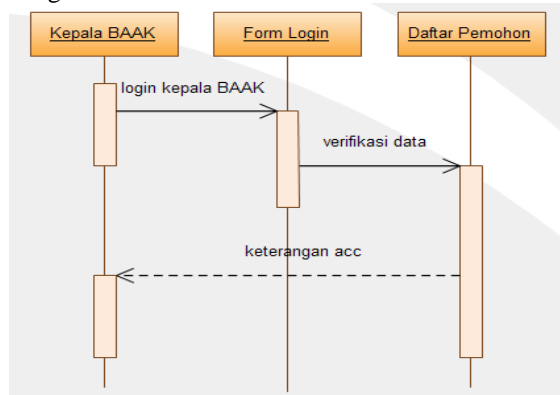 Kepala BAAK
Form Login
Daftar Pemohon
login kepala BAAK
verifikasi data
keterangan acc